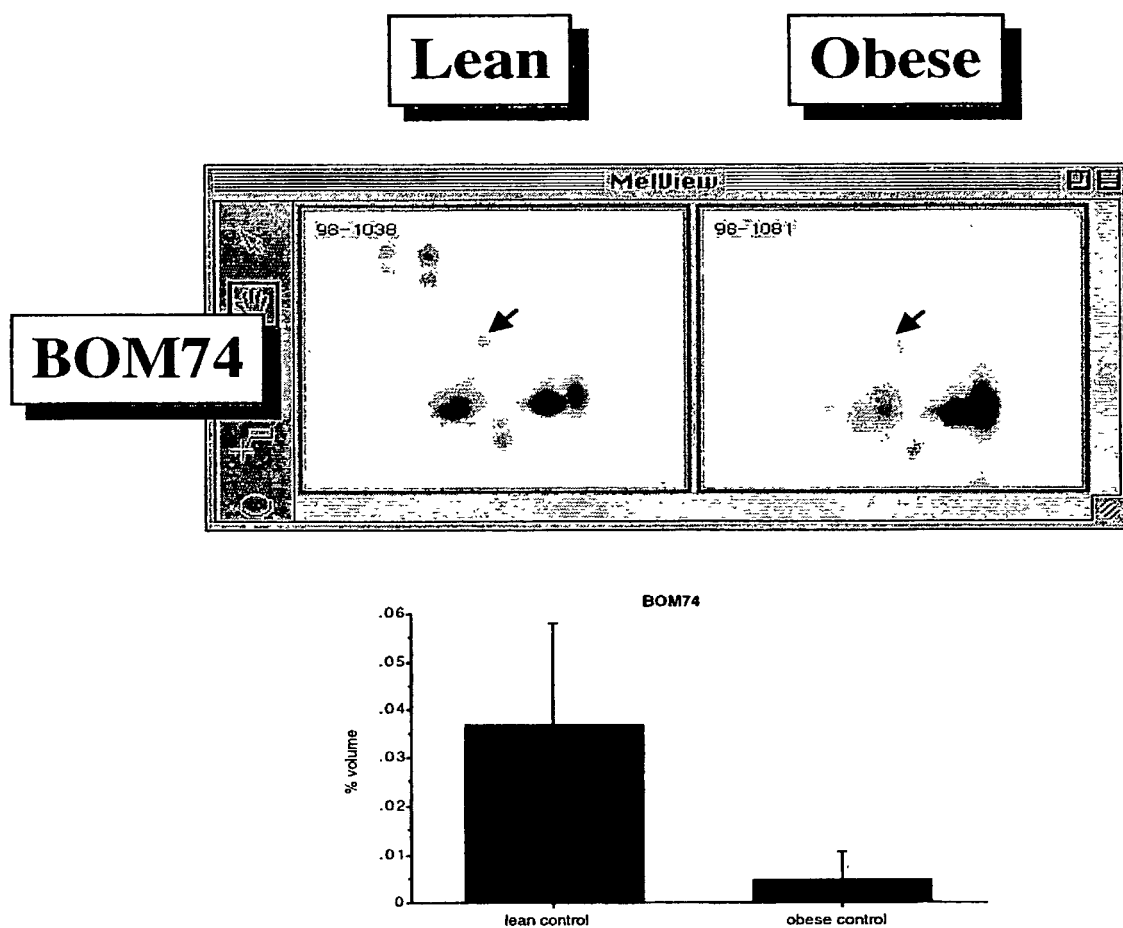 Lean
Obese
MelView
98-1038
98-1081
BOM74
BOM74
.06
.05
.04
.03
.02
.01
0
% volume
lean control
obese control